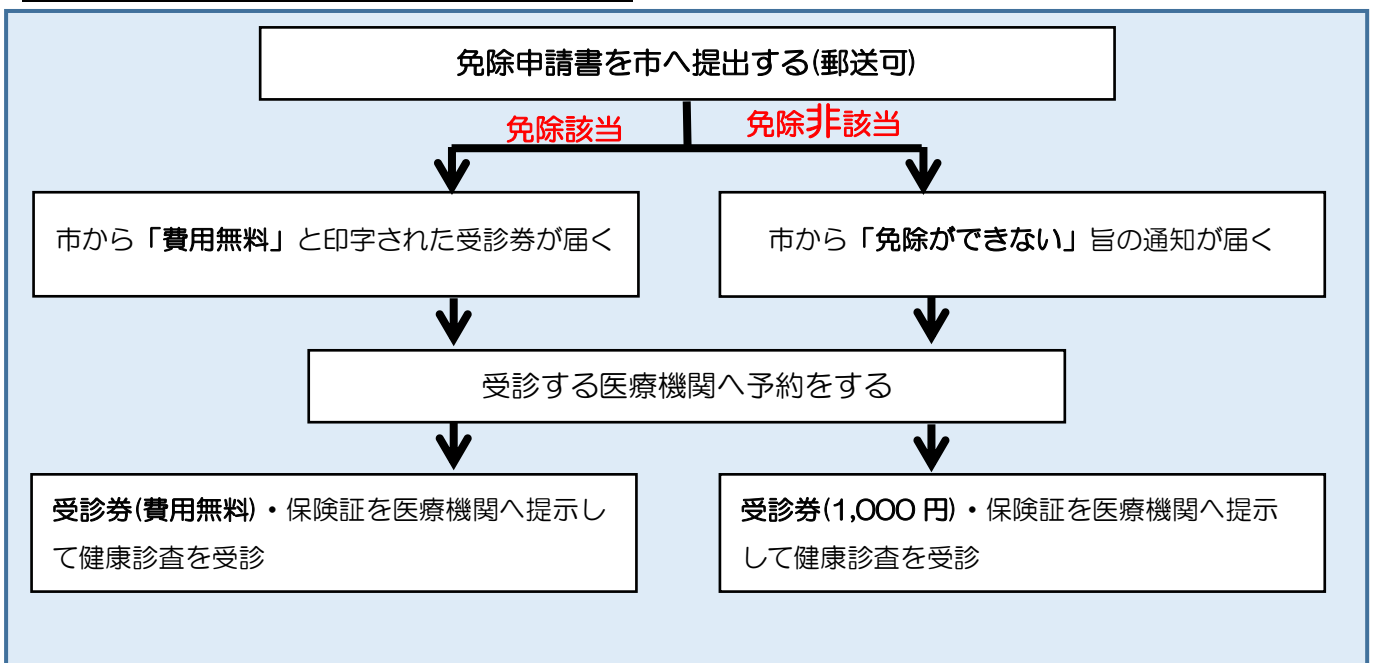 免除申請書を市へ提出する(郵送可)
免除該当
免除非該当
市から「費用無料」と印字された受診券が届く
市から「免除ができない」旨の通知が届く
受診する医療機関へ予約をする
受診券(費用無料)・保険証を医療機関へ提示し
て健康診査を受診
受診券(1,000 円)・保険証を医療機関へ提示
して健康診査を受診